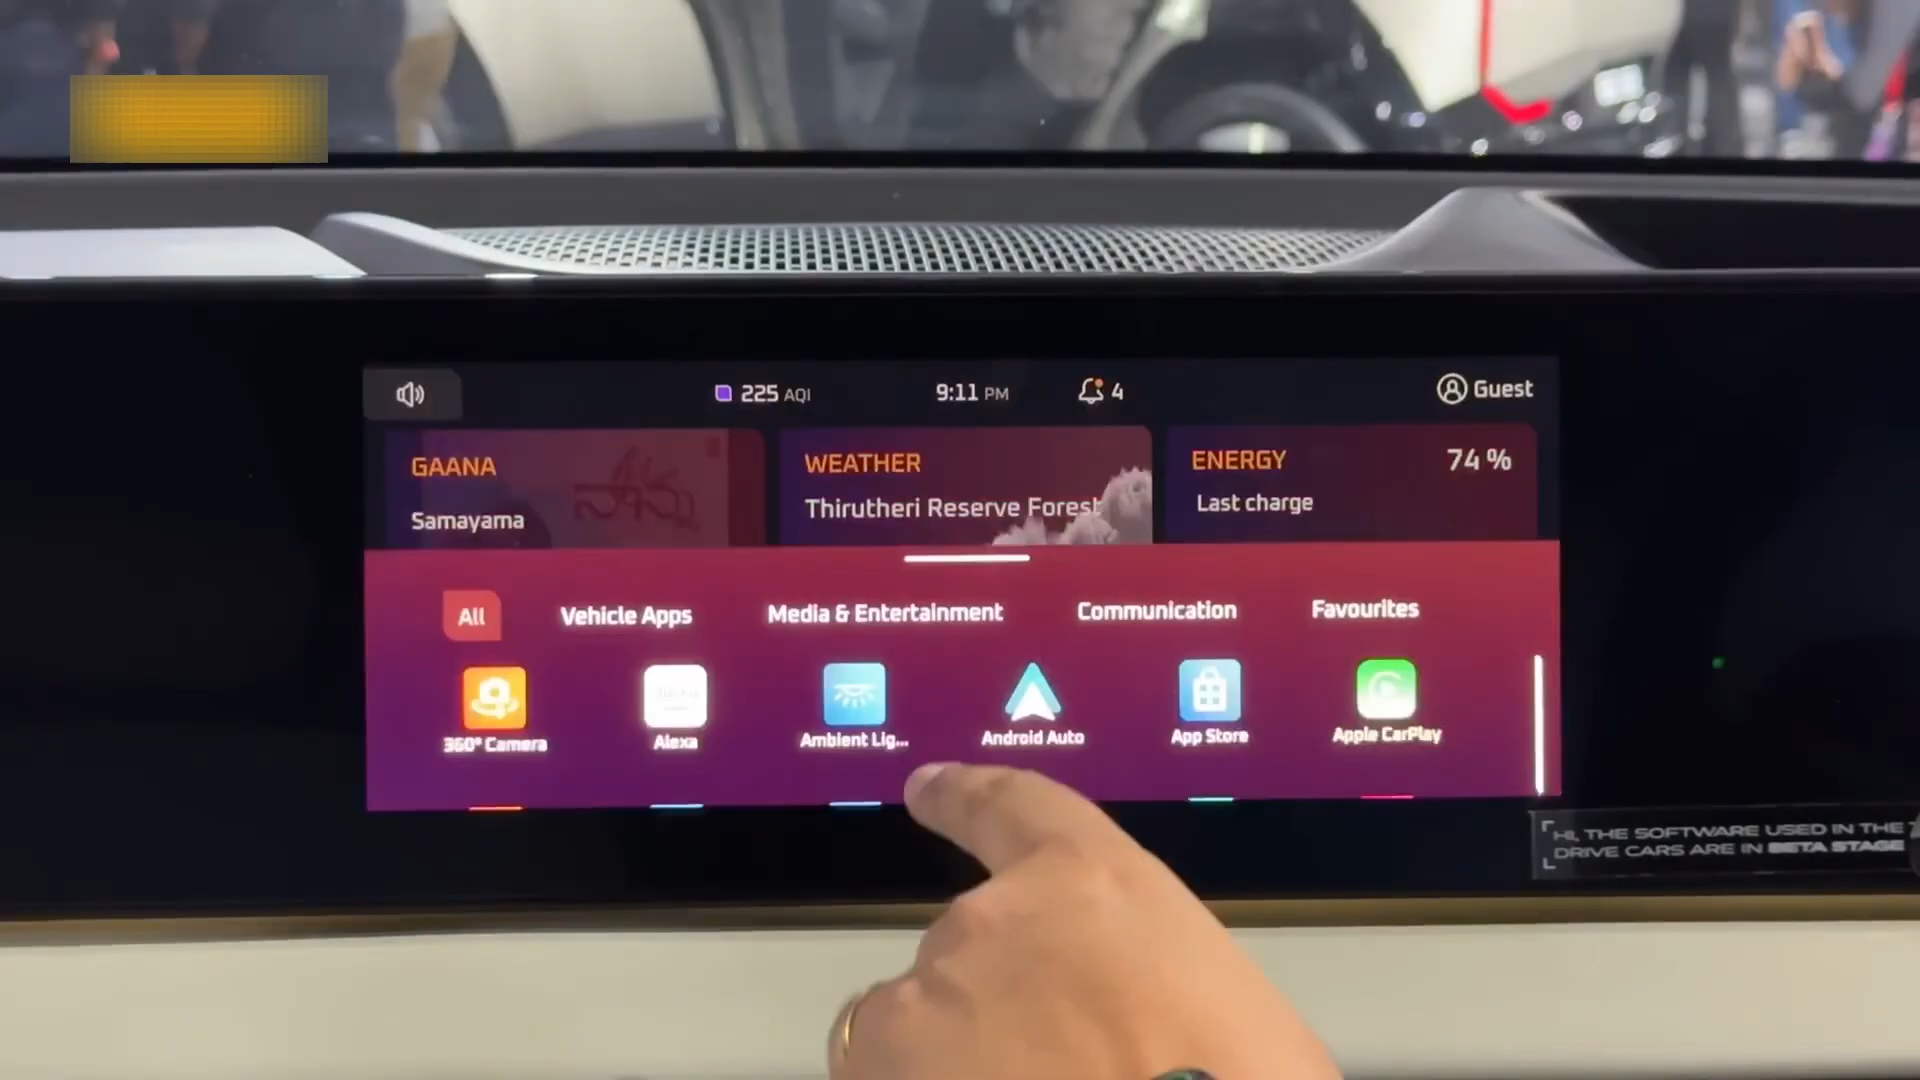 225 AQI
9:11 PM
4
Guest
GAANA
Samayama
WEATHER
Thirutheri Reserve Forest
ENERGY
74 %
Last charge
All
Vehicle Apps
Media & Entertainment
Communication
Favourites
360° Camera
Alexa
Ambient Lig...
Android Auto
App Store
Apple CarPlay
HI, THE SOFTWARE USED IN THE
DRIVE CARS ARE IN BETA STAGE